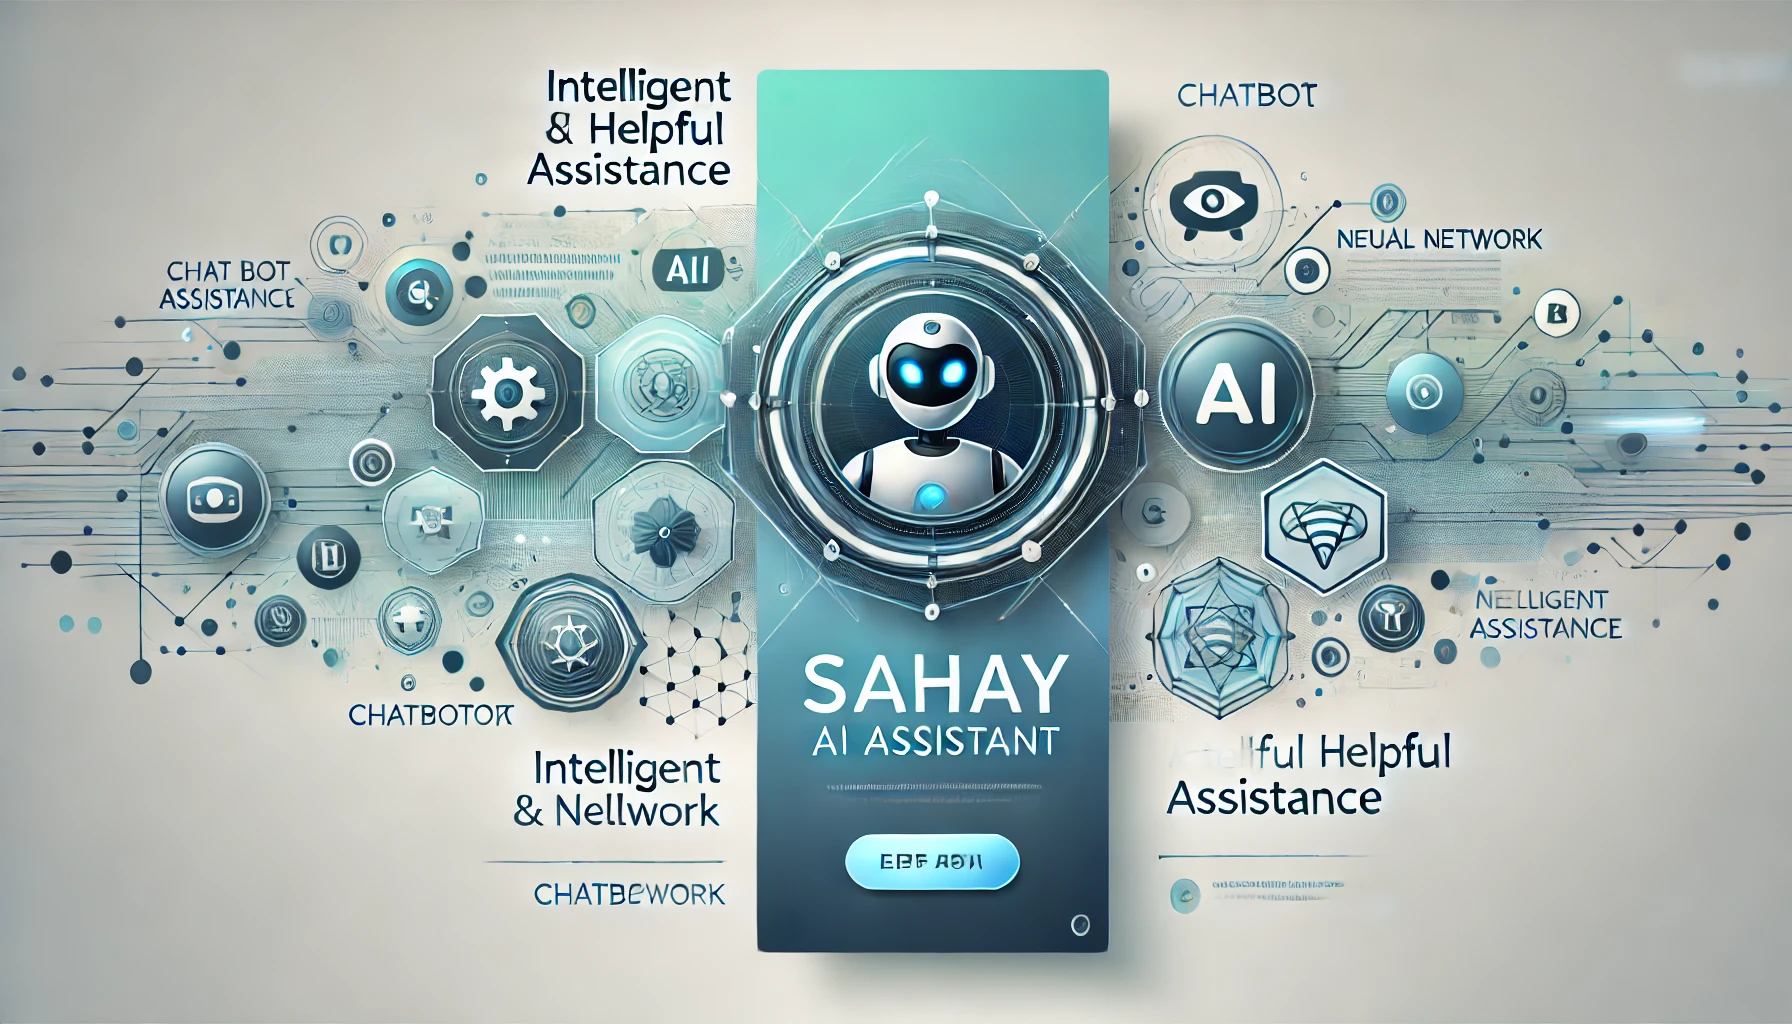 Intelligent
& Helpful
Assistance
CHATBOT
NEUAL NETWORK
CHAT BOT
ASSISTANCE
AII
AI
SAHAY
AI ASSISTANT
NELLIGENT
ASSISTANCE
CHATBOTOR
Intelligent
& Nellwork
Helpful
Assistance
CHATBEWORK